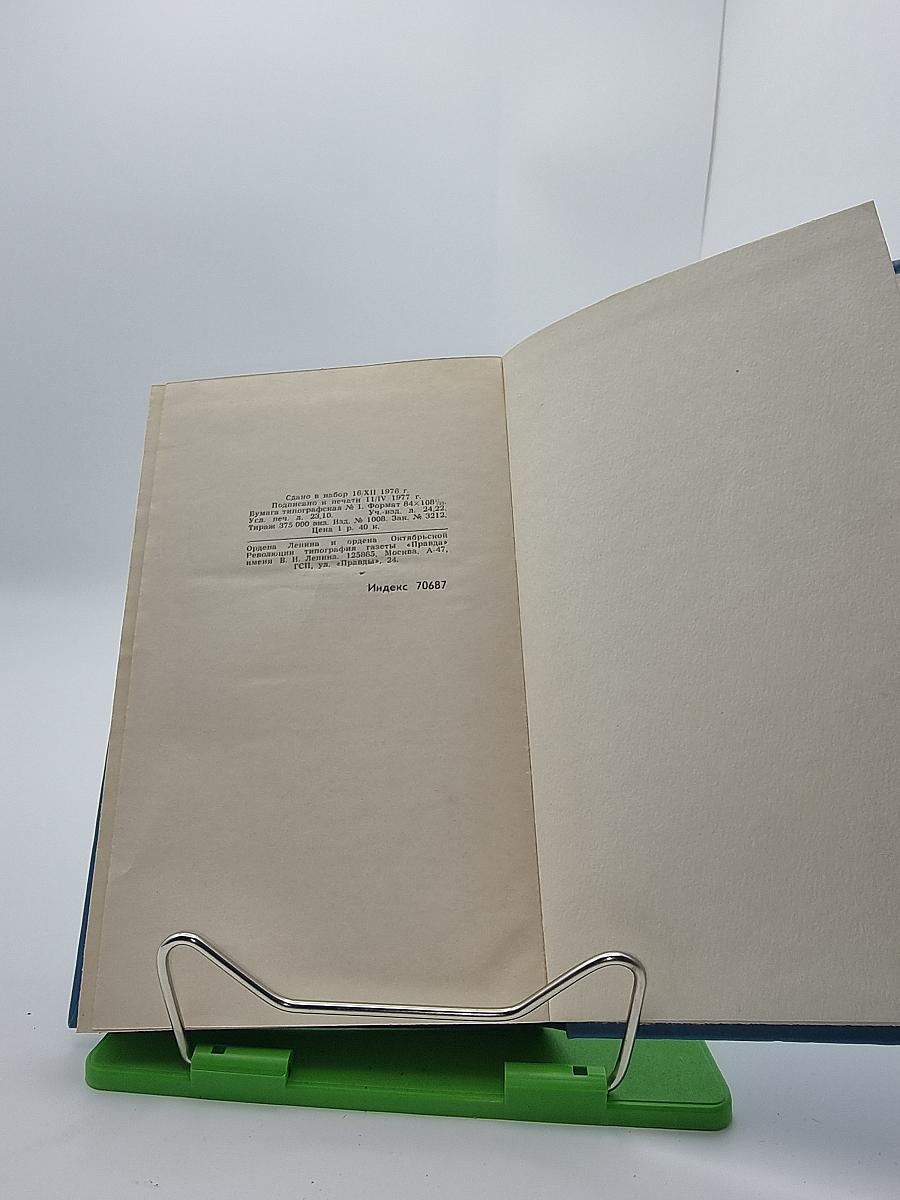 Сдано в набор 16/XII 1976 г.
Подписано к печати 11/IV 1977 г.
Бумага типографская № 1. Формат 84×108¹/₃₂.
Усл. печ. л. 23,10. Уч.-изд. л. 24,22.
Тираж 375 000 экз. Изд. № 1008. Зак. № 3212.
Цена 1 р. 40 к.
Ордена Ленина и ордена Октябрьской
Революции типография газеты «Правда»
имени В. И. Ленина. 125865, Москва, А-47,
ГСП, ул. «Правды», 24.
Индекс 70687